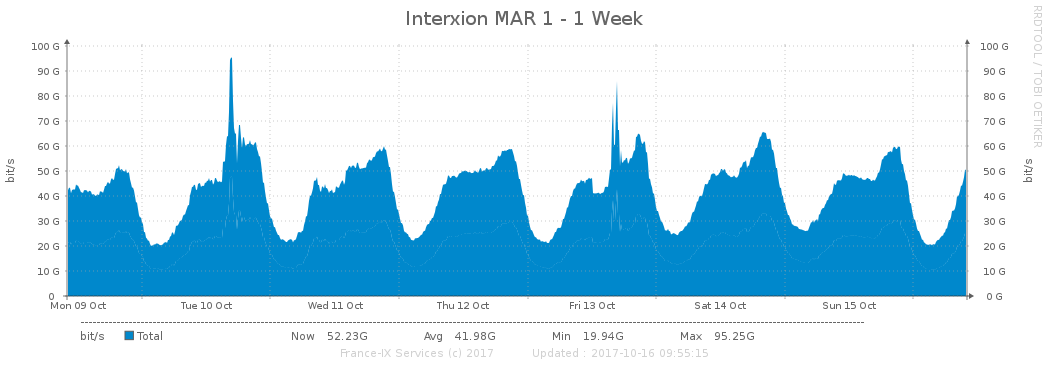 Interxion MAR 1 - 1 Week
RRDTOOL / TOBI OETIKER
bit/s
bit/s
100 G 100 G
90 G 90 G
80 G 80 G
70 G 70 G
60 G 60 G
50 G 50 G
40 G 40 G
30 G 30 G
20 G 20 G
10 G 10 G
0 0 G
Mon 09 Oct Tue 10 Oct Wed 11 Oct Thu 12 Oct Fri 13 Oct Sat 14 Oct Sun 15 Oct
bit/s Total Now 52.23G Avg 41.98G Min 19.94G Max 95.25G
France-IX Services (c) 2017 Updated : 2017-10-16 09:55:15